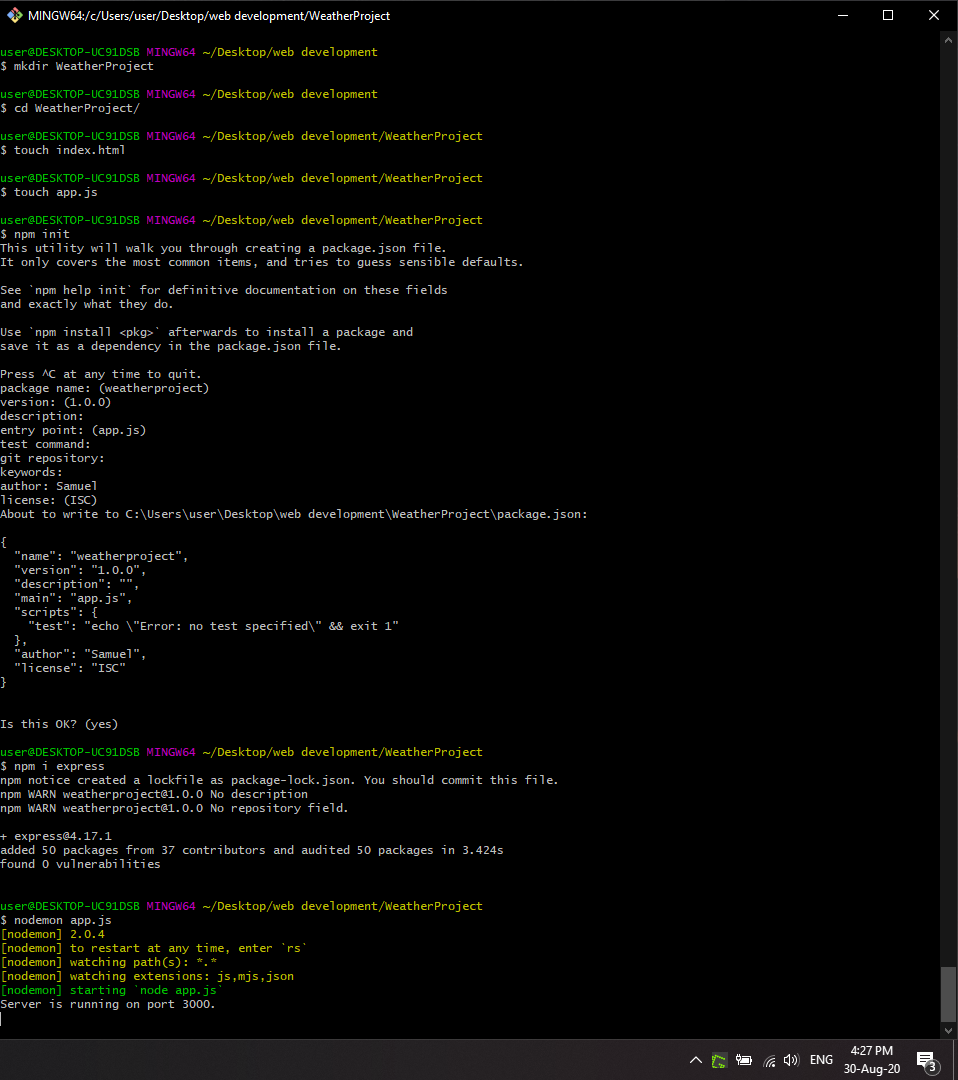 MINGW64:/c/Users/user/Desktop/web development/WeatherProject
user@DESKTOP-UC91DSB MINGW64 ~/Desktop/web development
$ mkdir WeatherProject
user@DESKTOP-UC91DSB MINGW64 ~/Desktop/web development
$ cd WeatherProject/
user@DESKTOP-UC91DSB MINGW64 ~/Desktop/web development/WeatherProject
$ touch index.html
user@DESKTOP-UC91DSB MINGW64 ~/Desktop/web development/WeatherProject
$ touch app.js
user@DESKTOP-UC91DSB MINGW64 ~/Desktop/web development/WeatherProject
$ npm init
This utility will walk you through creating a package.json file.
It only covers the most common items, and tries to guess sensible defaults.
See `npm help init` for definitive documentation on these fields
and exactly what they do.
Use `npm install <pkg>` afterwards to install a package and
save it as a dependency in the package.json file.
Press ^C at any time to quit.
package name: (weatherproject)
version: (1.0.0)
description:
entry point: (app.js)
test command:
git repository:
keywords:
author: Samuel
license: (ISC)
About to write to C:\Users\user\Desktop\web development\WeatherProject\package.json:
{
  "name": "weatherproject",
  "version": "1.0.0",
  "description": "",
  "main": "app.js",
  "scripts": {
    "test": "echo \"Error: no test specified\" && exit 1"
  },
  "author": "Samuel",
  "license": "ISC"
}
Is this OK? (yes)
user@DESKTOP-UC91DSB MINGW64 ~/Desktop/web development/WeatherProject
$ npm i express
npm notice created a lockfile as package-lock.json. You should commit this file.
npm WARN weatherproject@1.0.0 No description
npm WARN weatherproject@1.0.0 No repository field.
+ express@4.17.1
added 50 packages from 37 contributors and audited 50 packages in 3.424s
found 0 vulnerabilities
user@DESKTOP-UC91DSB MINGW64 ~/Desktop/web development/WeatherProject
$ nodemon app.js
[nodemon] 2.0.4
[nodemon] to restart at any time, enter `rs`
[nodemon] watching path(s): *.*
[nodemon] watching extensions: js,mjs,json
[nodemon] starting `node app.js`
Server is running on port 3000.
ENG
4:27 PM
30-Aug-20
3